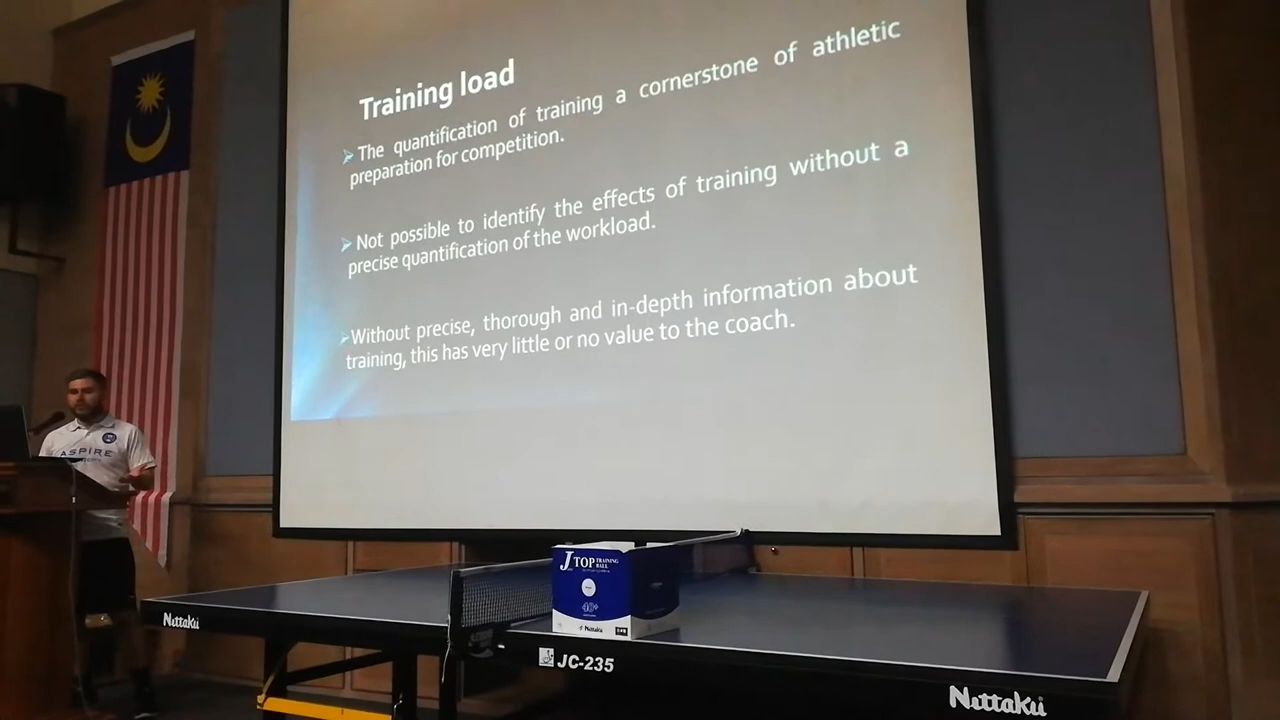 Training load
The quantification of training a cornerstone of athletic
preparation for competition.
Not possible to identify the effects of training without a
precise quantification of the workload.
Without precise, thorough and in-depth information about
training, this has very little or no value to the coach.
ASPIRE
J TOP TRAINING
BALL
40+
Nittaku
Nittaku
JC-235
Nittaku